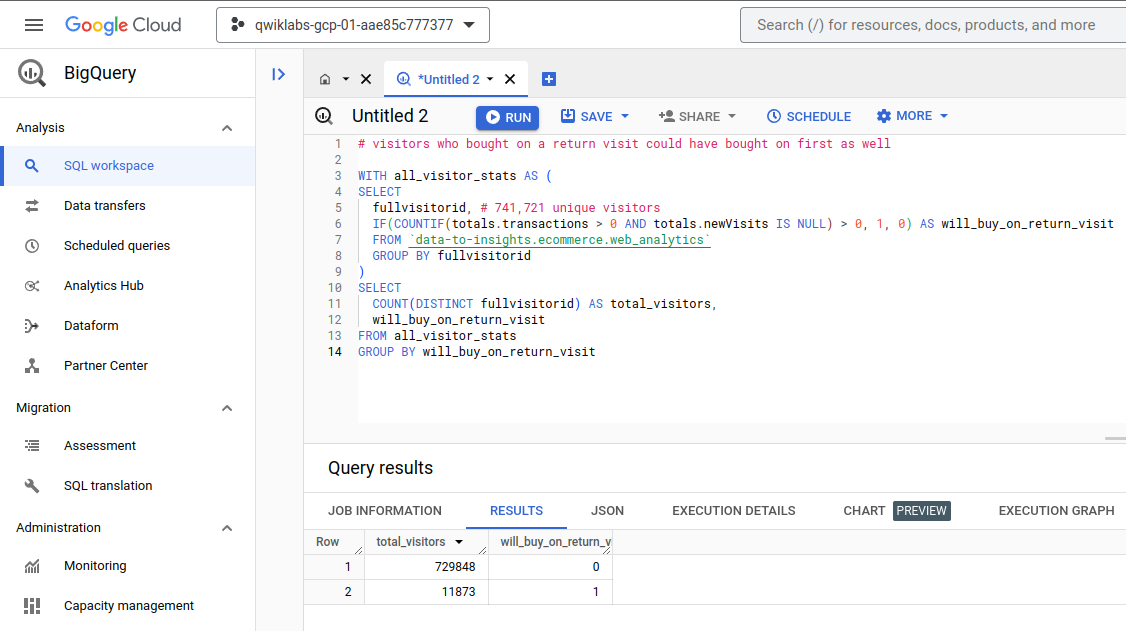 Google Cloud
qwiklabs-gcp-01-aae85c777377
Search (/) for resources, docs, products, and more
BigQuery
Analysis
SQL workspace
Data transfers
Scheduled queries
Analytics Hub
Dataform
Partner Center
Migration
Assessment
SQL translation
Administration
Monitoring
Capacity management
*Untitled 2
Untitled 2
RUN
SAVE
SHARE
SCHEDULE
MORE
1 # visitors who bought on a return visit could have bought on first as well
2
3 WITH all_visitor_stats AS (
4 SELECT
5 fullvisitorid, # 741,721 unique visitors
6 IF(COUNTIF(totals.transactions > 0 AND totals.newVisits IS NULL) > 0, 1, 0) AS will_buy_on_return_visit
7 FROM `data-to-insights.ecommerce.web_analytics`
8 GROUP BY fullvisitorid
9 )
10 SELECT
11 COUNT(DISTINCT fullvisitorid) AS total_visitors,
12 will_buy_on_return_visit
13 FROM all_visitor_stats
14 GROUP BY will_buy_on_return_visit
Query results
JOB INFORMATION RESULTS JSON EXECUTION DETAILS CHART PREVIEW EXECUTION GRAPH
Row total_visitors will_buy_on_return_v
1 729848 0
2 11873 1